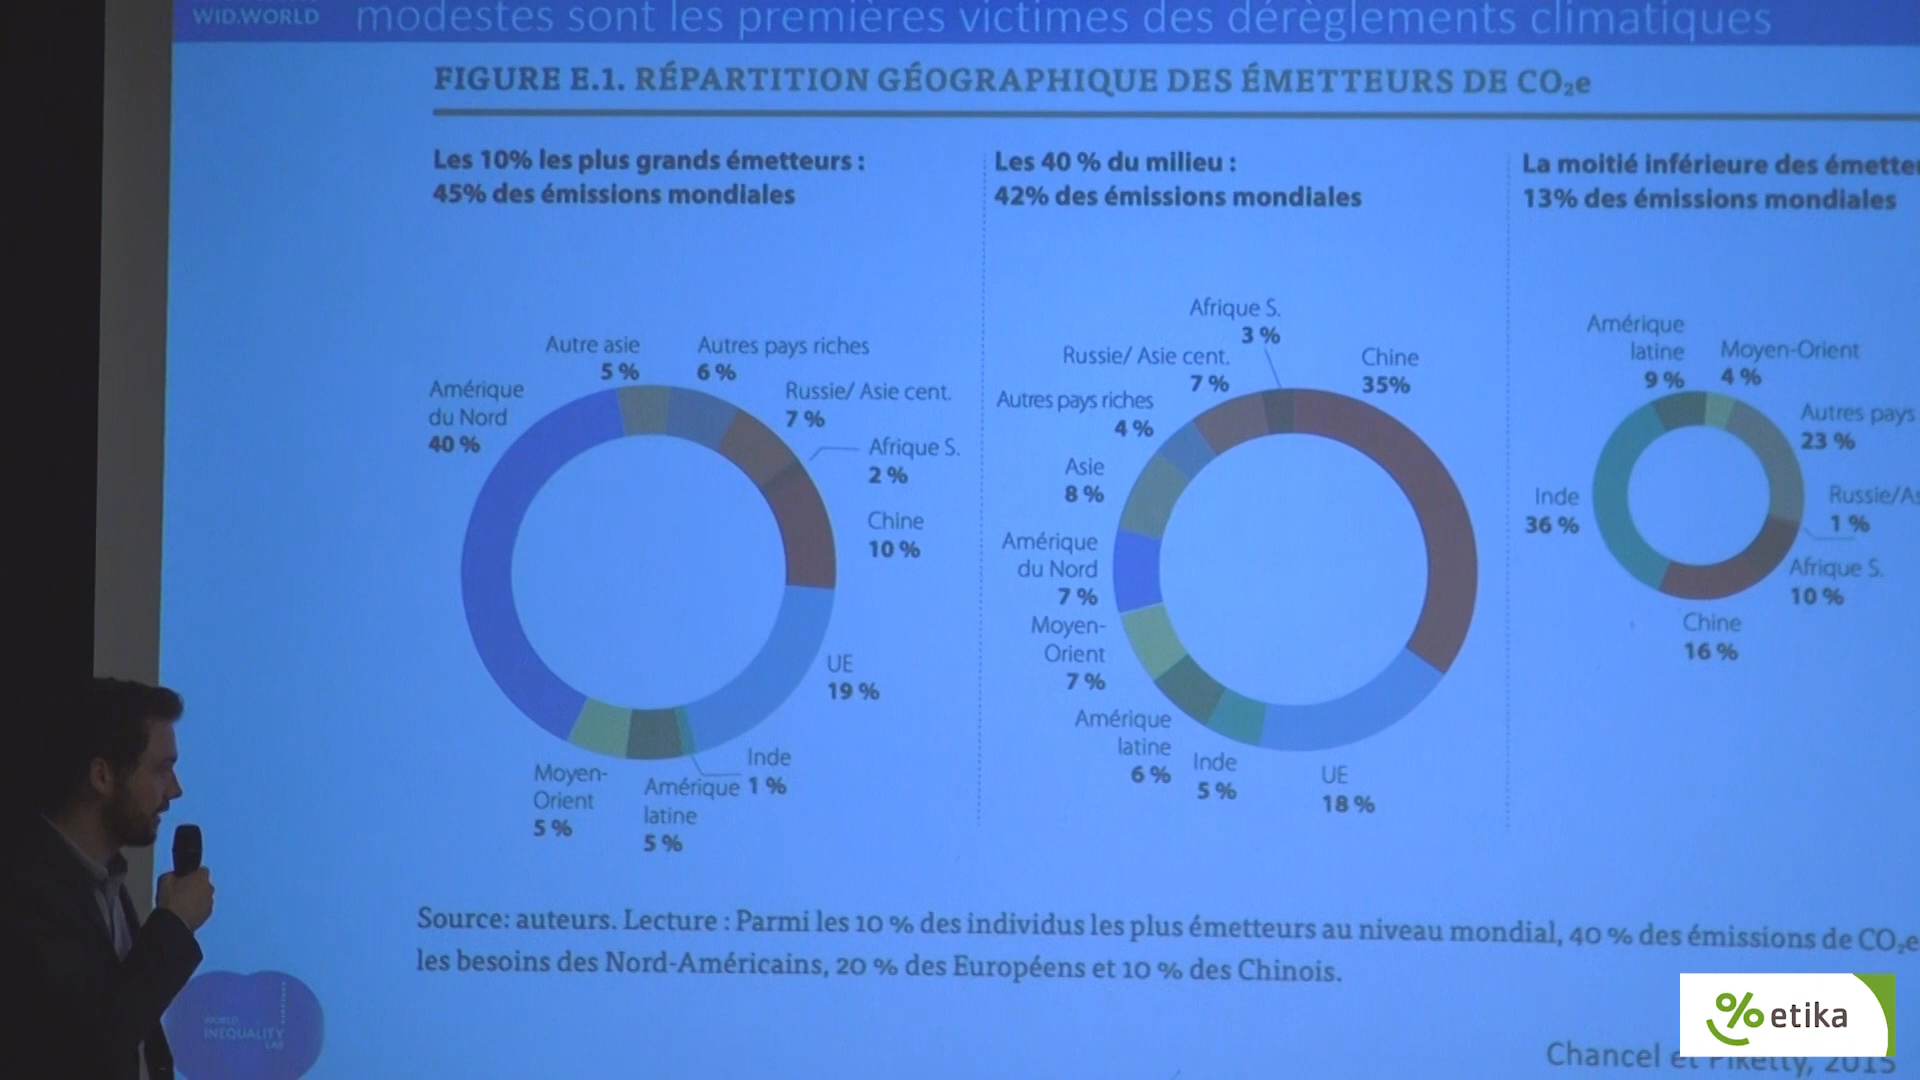 WID.WORLD
modestes sont les premières victimes des dérèglements climatiques
FIGURE E.1. RÉPARTITION GÉOGRAPHIQUE DES ÉMETTEURS DE CO₂e
Les 10% les plus grands émetteurs :
45% des émissions mondiales
Autre asie
5 %
Autres pays riches
6 %
Amérique
du Nord
40 %
Russie/ Asie cent.
7 %
Afrique S.
2 %
Chine
10 %
UE
19 %
Inde
1 %
Amérique
latine
5 %
Moyen-
Orient
5 %
Les 40 % du milieu :
42% des émissions mondiales
Afrique S.
3 %
Russie/ Asie cent.
7 %
Chine
35%
Autres pays riches
4 %
Asie
8 %
Amérique
du Nord
7 %
Moyen-
Orient
7 %
Amérique
latine
6 %
Inde
5 %
UE
18 %
La moitié inférieure des émette
13% des émissions mondiales
Amérique
latine
9 %
Moyen-Orient
4 %
Autres pays
23 %
Inde
36 %
Russie/As
1 %
Afrique S.
10 %
Chine
16 %
Source: auteurs. Lecture : Parmi les 10 % des individus les plus émetteurs au niveau mondial, 40 % des émissions de CO₂e
les besoins des Nord-Américains, 20 % des Européens et 10 % des Chinois.
WORLD
INEQUALITY
LAB
% etika
Chancel et Piketty, 2015